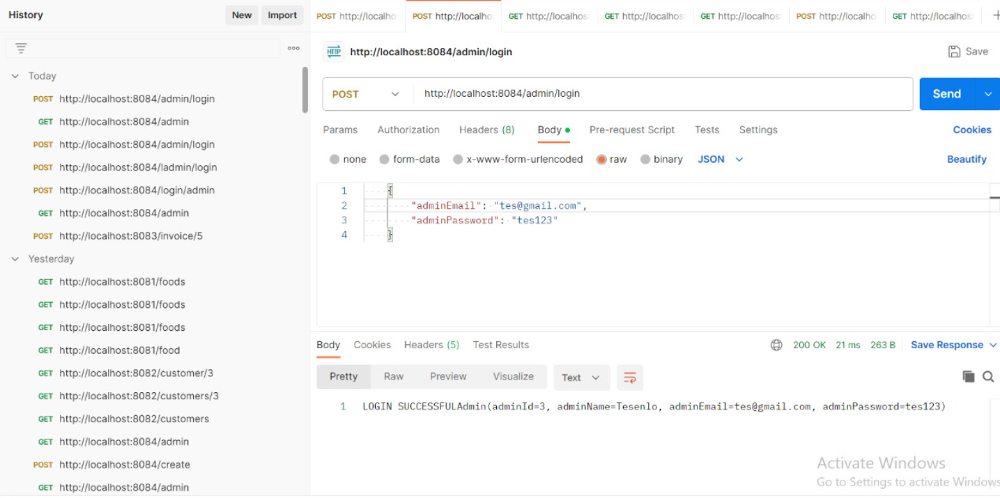 History New Import
POST http://localho POST http://localho GET http://localhos GET http://localhos GET http://localhos POST http://localho GET http://localhos +
HTTP http://localhost:8084/admin/login Save
Today
POST http://localhost:8084/admin/login
GET http://localhost:8084/admin
POST http://localhost:8084/admin/login
POST http://localhost:8084/ladmin/login
POST http://localhost:8084/login/admin
GET http://localhost:8084/admin
POST http://localhost:8083/invoice/5
Yesterday
GET http://localhost:8081/foods
GET http://localhost:8081/foods
GET http://localhost:8081/foods
GET http://localhost:8081/food
GET http://localhost:8082/customer/3
GET http://localhost:8082/customers/3
GET http://localhost:8082/customers
GET http://localhost:8084/admin
POST http://localhost:8084/create
GET http://localhost:8084/admin
POST http://localhost:8084/admin/login Send
Params Authorization Headers (8) Body Pre-request Script Tests Settings Cookies
none form-data x-www-form-urlencoded raw binary JSON Beautify
1 {
2 "adminEmail": "tes@gmail.com",
3 "adminPassword": "tes123"
4 }
Body Cookies Headers (5) Test Results 200 OK 21 ms 263 B Save Response
Pretty Raw Preview Visualize Text
1 LOGIN SUCCESSFULAdmin(adminId=3, adminName=Tesenlo, adminEmail=tes@gmail.com, adminPassword=tes123)
Activate Windows
Go to Settings to activate Windows